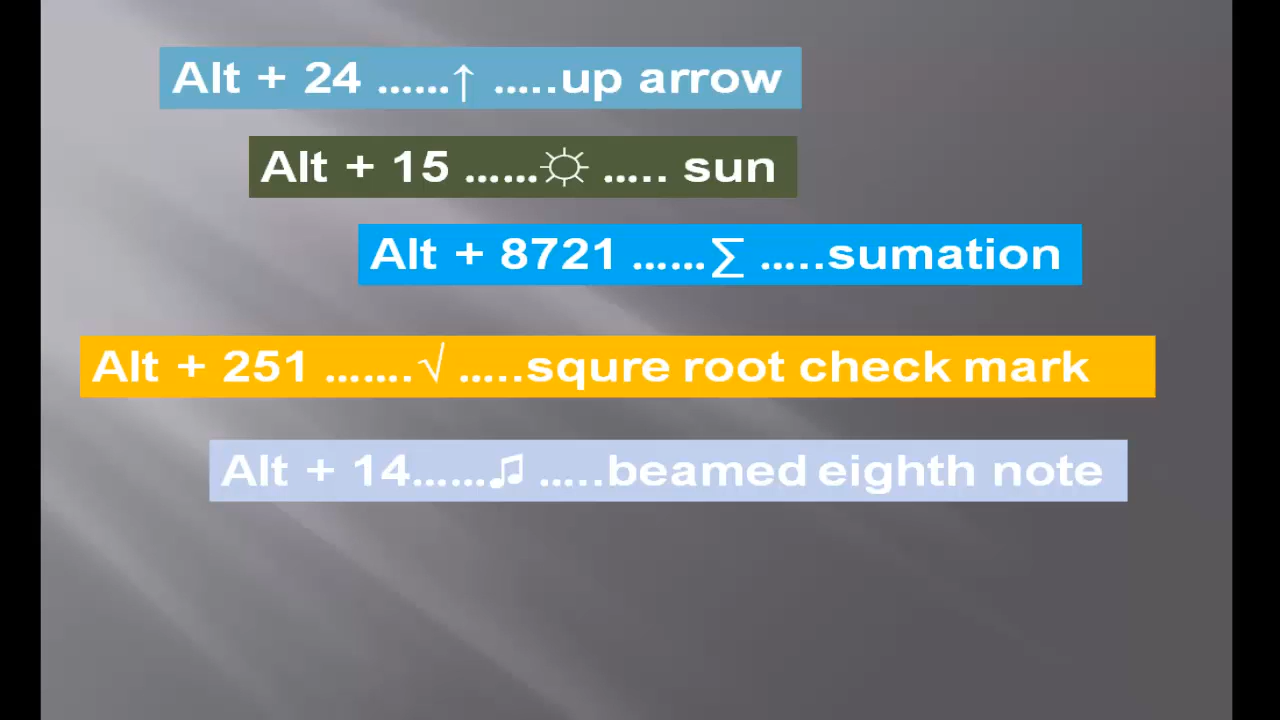 Alt + 24 ......↑ .....up arrow
Alt + 15 ......☼ ..... sun
Alt + 8721 ......∑ .....sumation
Alt + 251 .......√ .....squre root check mark
Alt + 14......♫ .....beamed eighth note